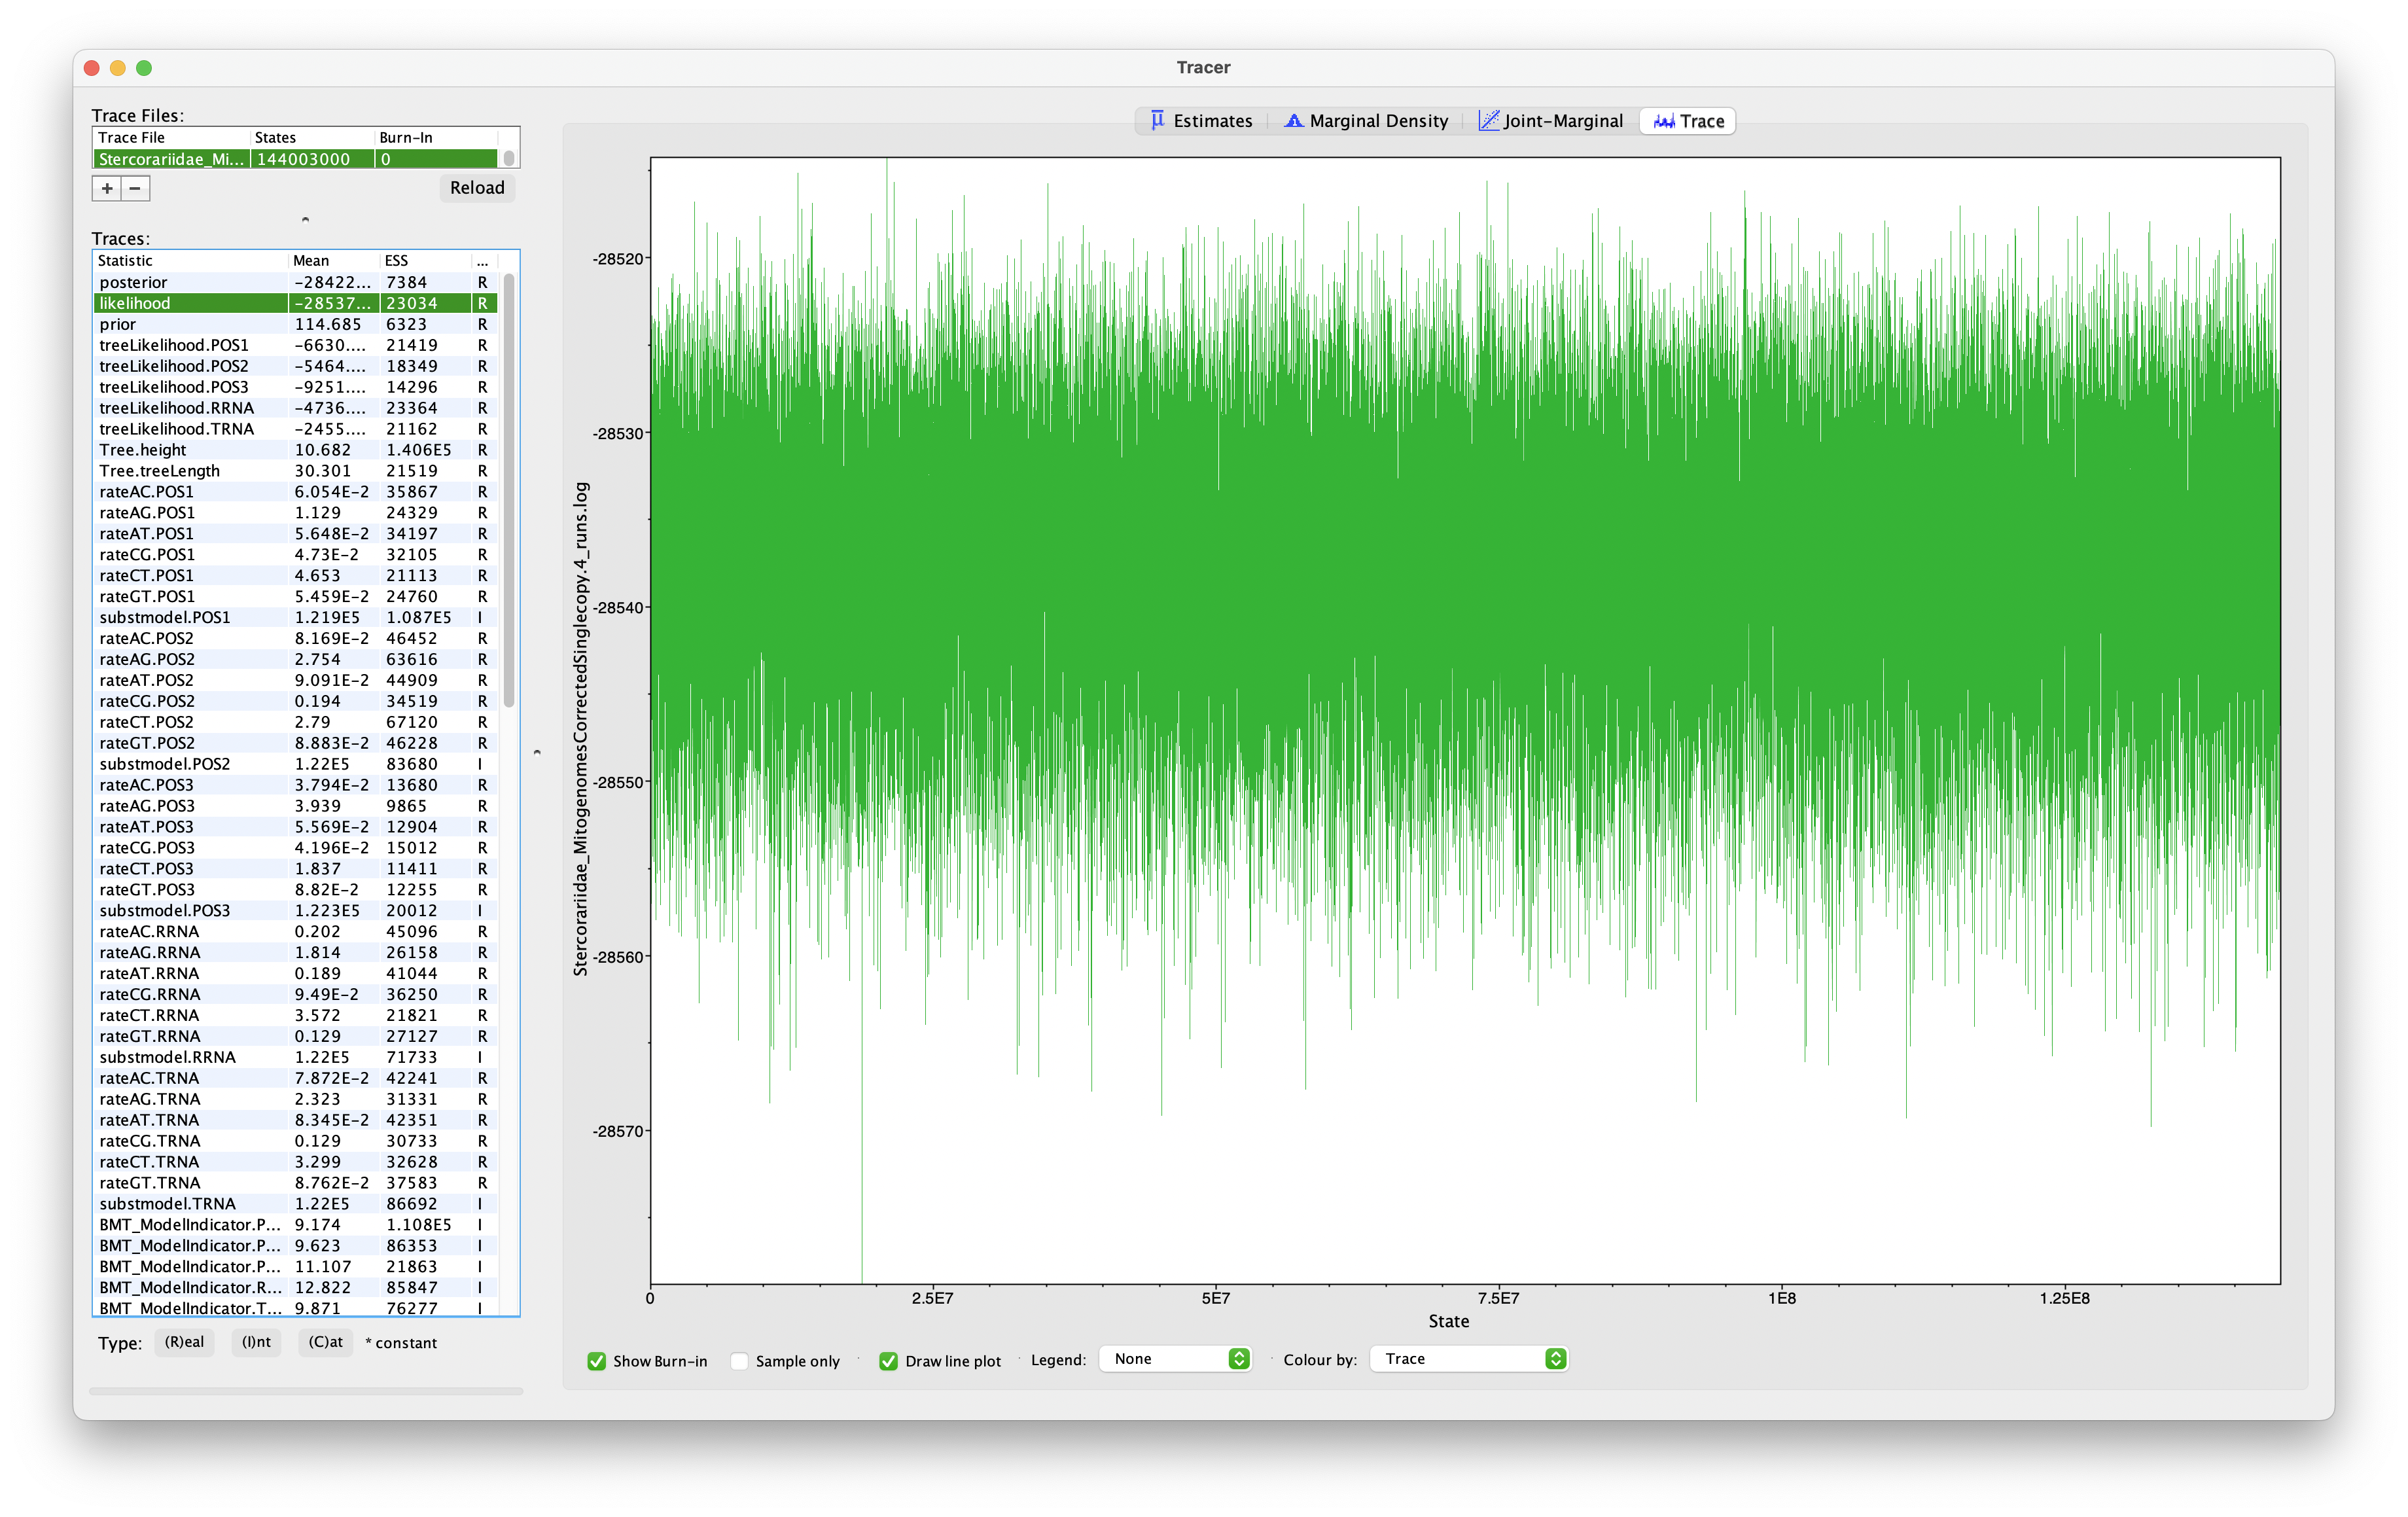 Tracer
Trace Files:
Trace File States Burn-In
Stercorariidae_Mi... 144003000 0
+ − Reload
Traces:
Statistic Mean ESS ...
posterior −28422... 7384 R
likelihood −28537... 23034 R
prior 114.685 6323 R
treeLikelihood.POS1 −6630.... 21419 R
treeLikelihood.POS2 −5464.... 18349 R
treeLikelihood.POS3 −9251.... 14296 R
treeLikelihood.RRNA −4736.... 23364 R
treeLikelihood.TRNA −2455.... 21162 R
Tree.height 10.682 1.406E5 R
Tree.treeLength 30.301 21519 R
rateAC.POS1 6.054E−2 35867 R
rateAG.POS1 1.129 24329 R
rateAT.POS1 5.648E−2 34197 R
rateCG.POS1 4.73E−2 32105 R
rateCT.POS1 4.653 21113 R
rateGT.POS1 5.459E−2 24760 R
substmodel.POS1 1.219E5 1.087E5 I
rateAC.POS2 8.169E−2 46452 R
rateAG.POS2 2.754 63616 R
rateAT.POS2 9.091E−2 44909 R
rateCG.POS2 0.194 34519 R
rateCT.POS2 2.79 67120 R
rateGT.POS2 8.883E−2 46228 R
substmodel.POS2 1.22E5 83680 I
rateAC.POS3 3.794E−2 13680 R
rateAG.POS3 3.939 9865 R
rateAT.POS3 5.569E−2 12904 R
rateCG.POS3 4.196E−2 15012 R
rateCT.POS3 1.837 11411 R
rateGT.POS3 8.82E−2 12255 R
substmodel.POS3 1.223E5 20012 I
rateAC.RRNA 0.202 45096 R
rateAG.RRNA 1.814 26158 R
rateAT.RRNA 0.189 41044 R
rateCG.RRNA 9.49E−2 36250 R
rateCT.RRNA 3.572 21821 R
rateGT.RRNA 0.129 27127 R
substmodel.RRNA 1.22E5 71733 I
rateAC.TRNA 7.872E−2 42241 R
rateAG.TRNA 2.323 31331 R
rateAT.TRNA 8.345E−2 42351 R
rateCG.TRNA 0.129 30733 R
rateCT.TRNA 3.299 32628 R
rateGT.TRNA 8.762E−2 37583 R
substmodel.TRNA 1.22E5 86692 I
BMT_ModelIndicator.P... 9.174 1.108E5 I
BMT_ModelIndicator.P... 9.623 86353 I
BMT_ModelIndicator.P... 11.107 21863 I
BMT_ModelIndicator.R... 12.822 85847 I
BMT_ModelIndicator.T... 9.871 76277 I
Type: (R)eal (I)nt (C)at * constant
Estimates Marginal Density Joint-Marginal Trace
Stercorariidae_MitogenomesCorrectedSinglecopy.4_runs.log
-28520
-28530
-28540
-28550
-28560
-28570
0 2.5E7 5E7 7.5E7 1E8 1.25E8
State
Show Burn-in Sample only Draw line plot Legend: None Colour by: Trace